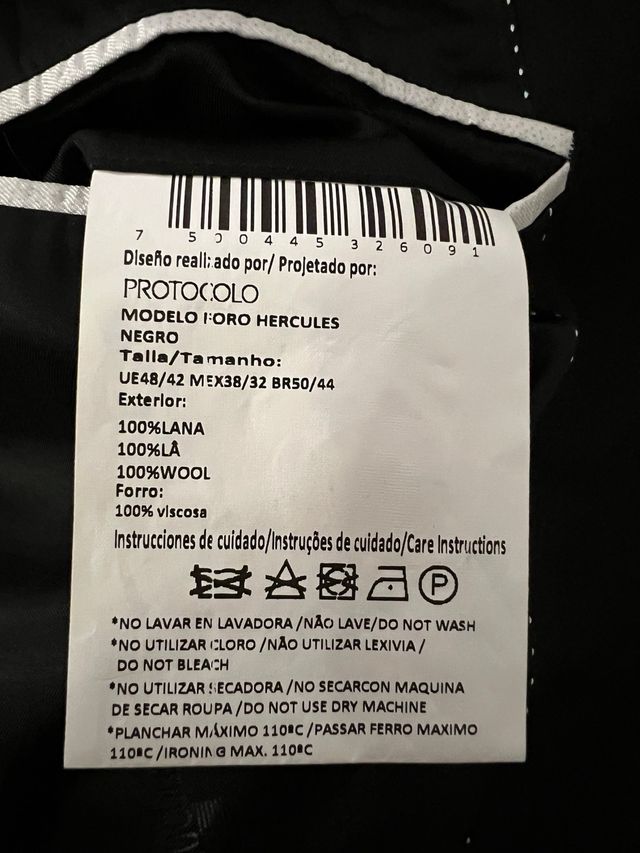 7 500445 326091
Diseño realizado por/ Projetado por:
PROTOCOLO
MODELO FORO HERCULES
NEGRO
Talla/Tamanho:
UE48/42 MEX38/32 BR50/44
Exterior:
100%LANA
100%LÂ
100%WOOL
Forro:
100% viscosa
Instrucciones de cuidado/Instruções de cuidado/Care Instructions
P
*NO LAVAR EN LAVADORA /NÃO LAVE/DO NOT WASH
*NO UTILIZAR CLORO /NÃO UTILIZAR LEXIVIA /
DO NOT BLEACH
*NO UTILIZAR SECADORA /NO SECARCON MAQUINA
DE SECAR ROUPA /DO NOT USE DRY MACHINE
*PLANCHAR MÁXIMO 110ºC /PASSAR FERRO MAXIMO
110ºC /IRONING MAX. 110ºC